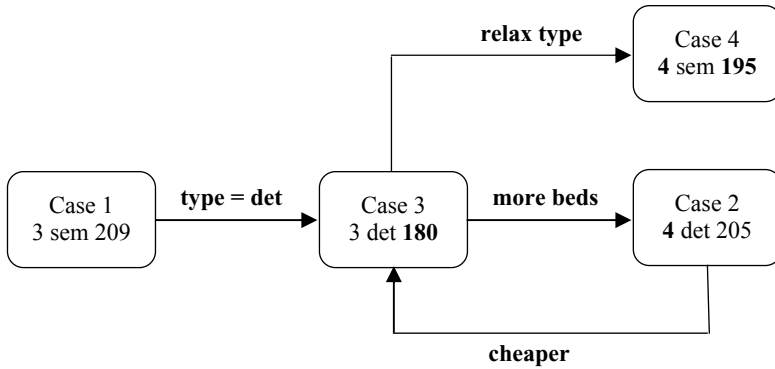 relax type
Case 4
4 sem 195
Case 1
3 sem 209
type = det
Case 3
3 det 180
more beds
Case 2
4 det 205
cheaper